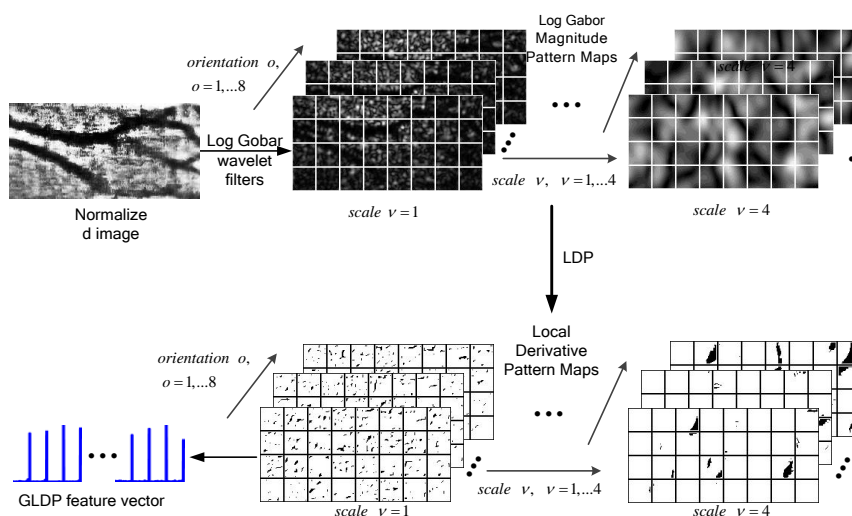 Log Gabor
Magnitude
Pattern Maps
orientation o,
o = 1,...8
scale ν = 4
Log Gobar
wavelet
filters
scale ν, ν = 1,...4
Normalize
d image
scale ν = 1
scale ν = 4
LDP
Local
Derivative
Pattern Maps
orientation o,
o = 1,...8
GLDP feature vector
scale ν, ν = 1,...4
scale ν = 1
scale ν = 4